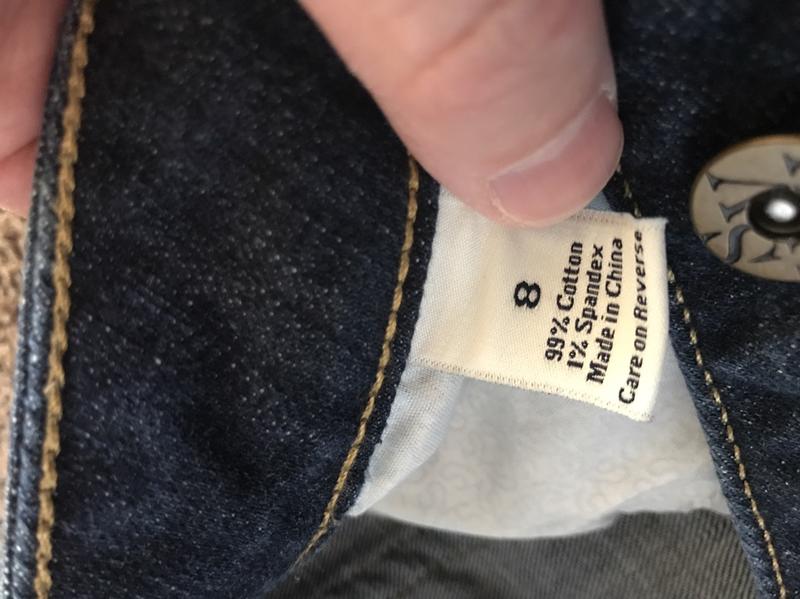 8
99% Cotton
1% Spandex
Made in China
Care on Reverse